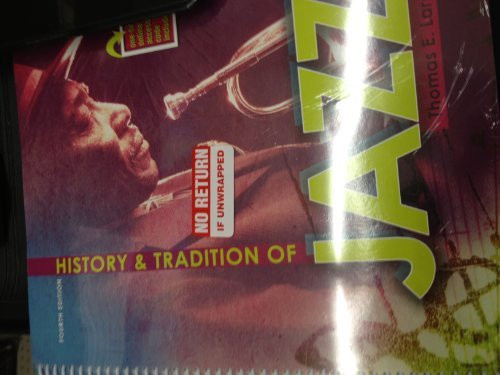 NO RETURN
IF UNWRAPPED
HISTORY & TRADITION OF
JAZZ
Thomas E. Lar
FOURTH EDITION